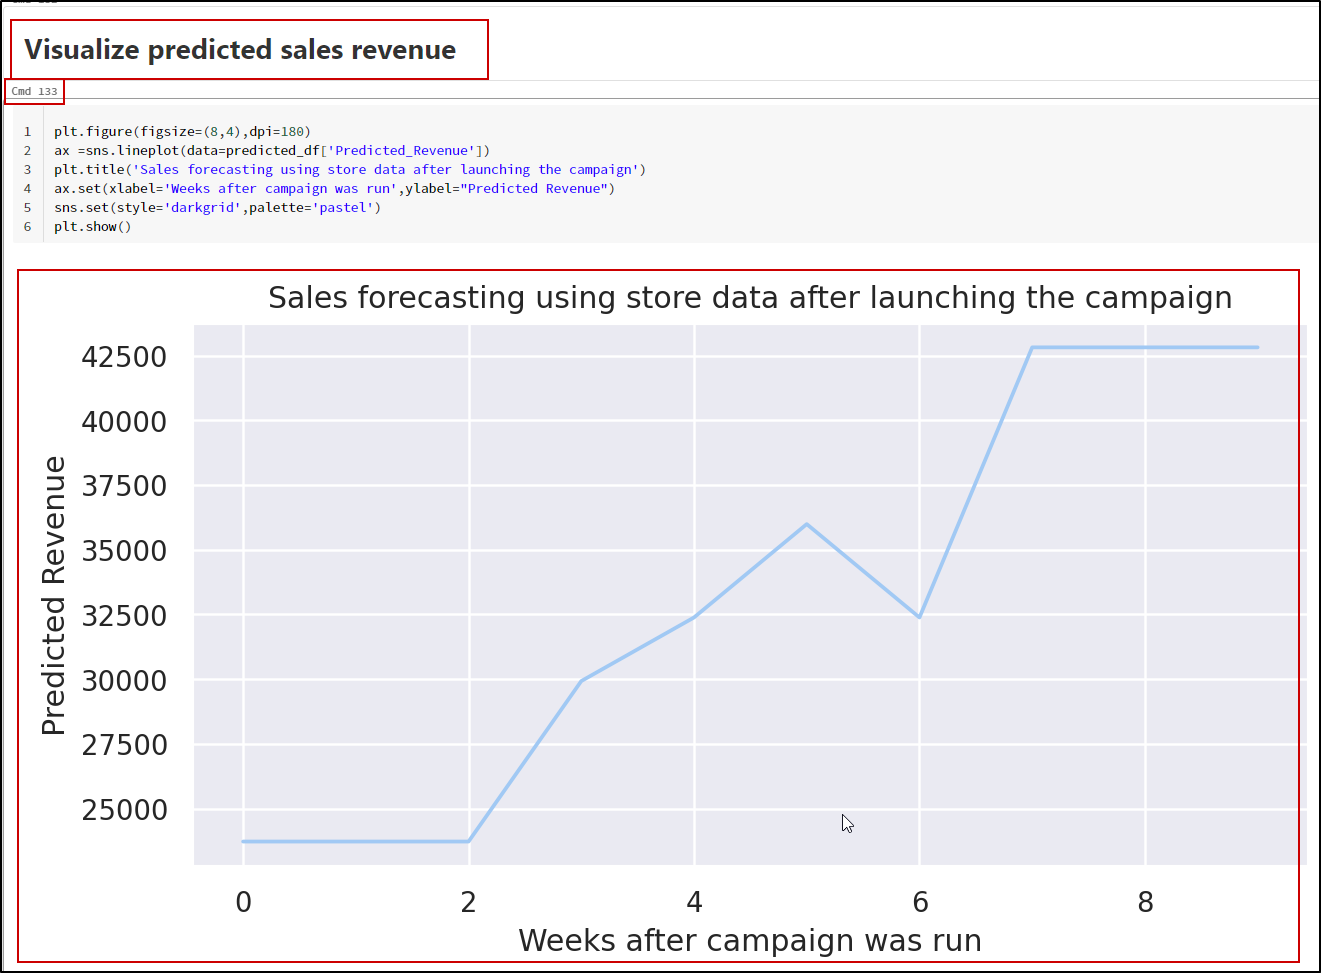 Visualize predicted sales revenue
Cmd 133
1 plt.figure(figsize=(8,4),dpi=180)
2 ax =sns.lineplot(data=predicted_df['Predicted_Revenue'])
3 plt.title('Sales forecasting using store data after launching the campaign')
4 ax.set(xlabel='Weeks after campaign was run',ylabel="Predicted Revenue")
5 sns.set(style='darkgrid',palette='pastel')
6 plt.show()
Sales forecasting using store data after launching the campaign
42500
40000
37500
35000
32500
30000
27500
25000
Predicted Revenue
0 2 4 6 8
Weeks after campaign was run